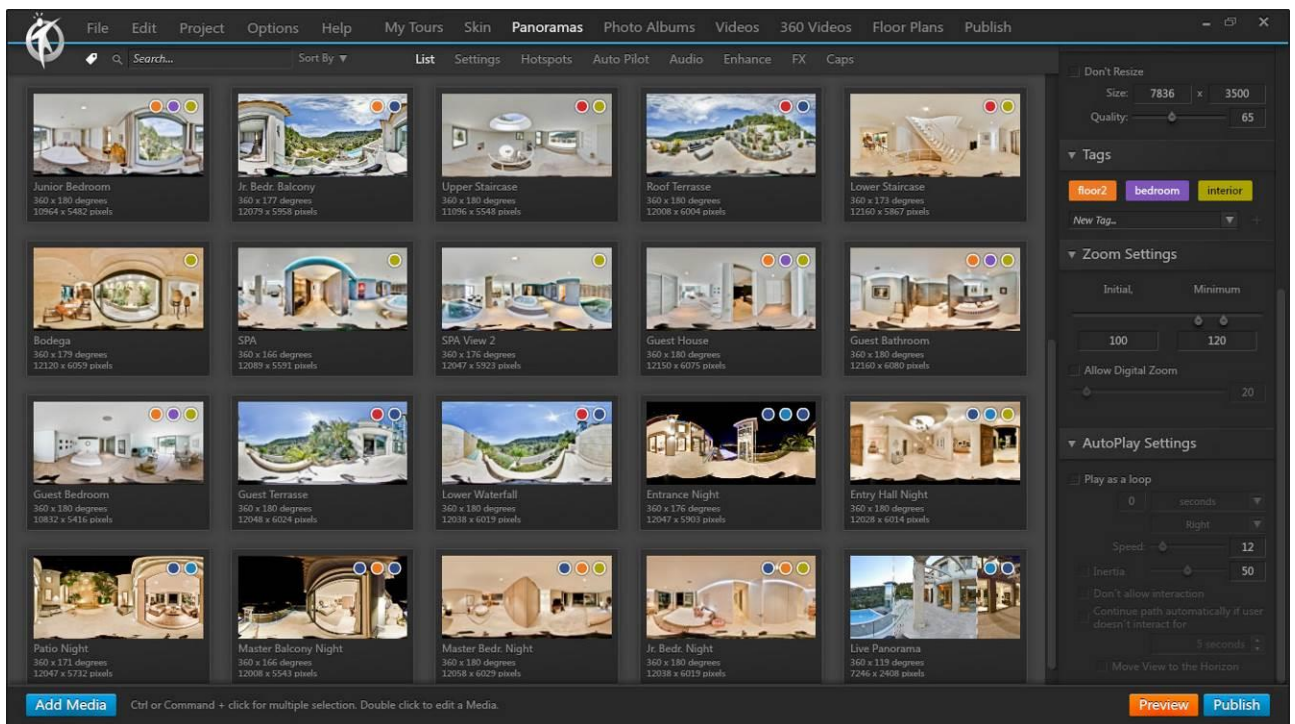 File Edit Project Options Help My Tours Skin Panoramas Photo Albums Videos 360 Videos Floor Plans Publish
Search... Sort By List Settings Hotspots Auto Pilot Audio Enhance FX Caps
Junior Bedroom
360 x 180 degrees
10964 x 5482 pixels
Jr. Bedr. Balcony
360 x 177 degrees
12079 x 5958 pixels
Upper Staircase
360 x 180 degrees
11096 x 5548 pixels
Roof Terrasse
360 x 180 degrees
12008 x 6004 pixels
Lower Staircase
360 x 173 degrees
12160 x 5867 pixels
Bodega
360 x 179 degrees
12120 x 6059 pixels
SPA
360 x 166 degrees
12089 x 5591 pixels
SPA View 2
360 x 176 degrees
12047 x 5923 pixels
Guest House
360 x 180 degrees
12150 x 6075 pixels
Guest Bathroom
360 x 180 degrees
12160 x 6080 pixels
Guest Bedroom
360 x 180 degrees
10832 x 5416 pixels
Guest Terrasse
360 x 180 degrees
12048 x 6024 pixels
Lower Waterfall
360 x 180 degrees
12038 x 6019 pixels
Entrance Night
360 x 176 degrees
12047 x 5903 pixels
Entry Hall Night
360 x 180 degrees
12028 x 6014 pixels
Patio Night
360 x 171 degrees
12047 x 5732 pixels
Master Balcony Night
360 x 166 degrees
12008 x 5543 pixels
Master Bedr. Night
360 x 180 degrees
12058 x 6029 pixels
Jr. Bedr. Night
360 x 180 degrees
12038 x 6019 pixels
Live Panorama
360 x 119 degrees
7246 x 2408 pixels
Don't Resize
Size: 7836 x 3500
Quality: 65
Tags
floor2 bedroom interior
New Tag...
Zoom Settings
Initial, Minimum
100 120
Allow Digital Zoom
20
AutoPlay Settings
Play as a loop
0 seconds
Right
Speed 12
Inertia 50
Don't allow interaction
Continue path automatically if user
doesn't interact for
5 seconds
Move View to the Horizon
Add Media Ctrl or Command + click for multiple selection. Double click to edit a Media. Preview Publish